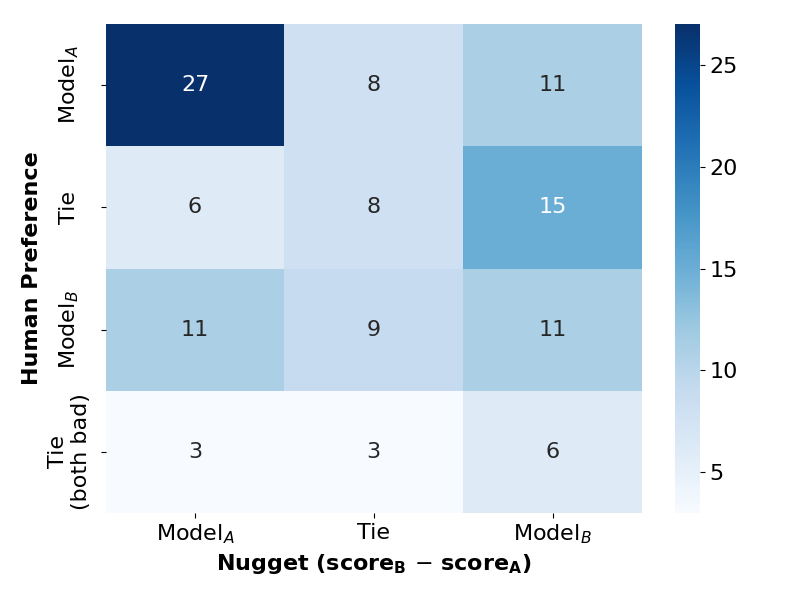 Human Preference
Model_A
27 8 11
Tie
6 8 15
Model_B
11 9 11
Tie
(both bad)
3 3 6
Model_A Tie Model_B
Nugget (score_B − score_A)
25
20
15
10
5